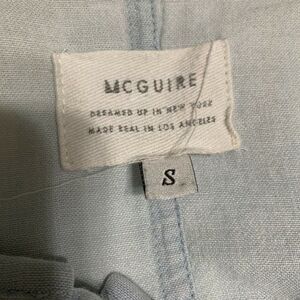 MCGUIRE
DREAMED UP IN NEW YORK
MADE REAL IN LOS ANGELES
S